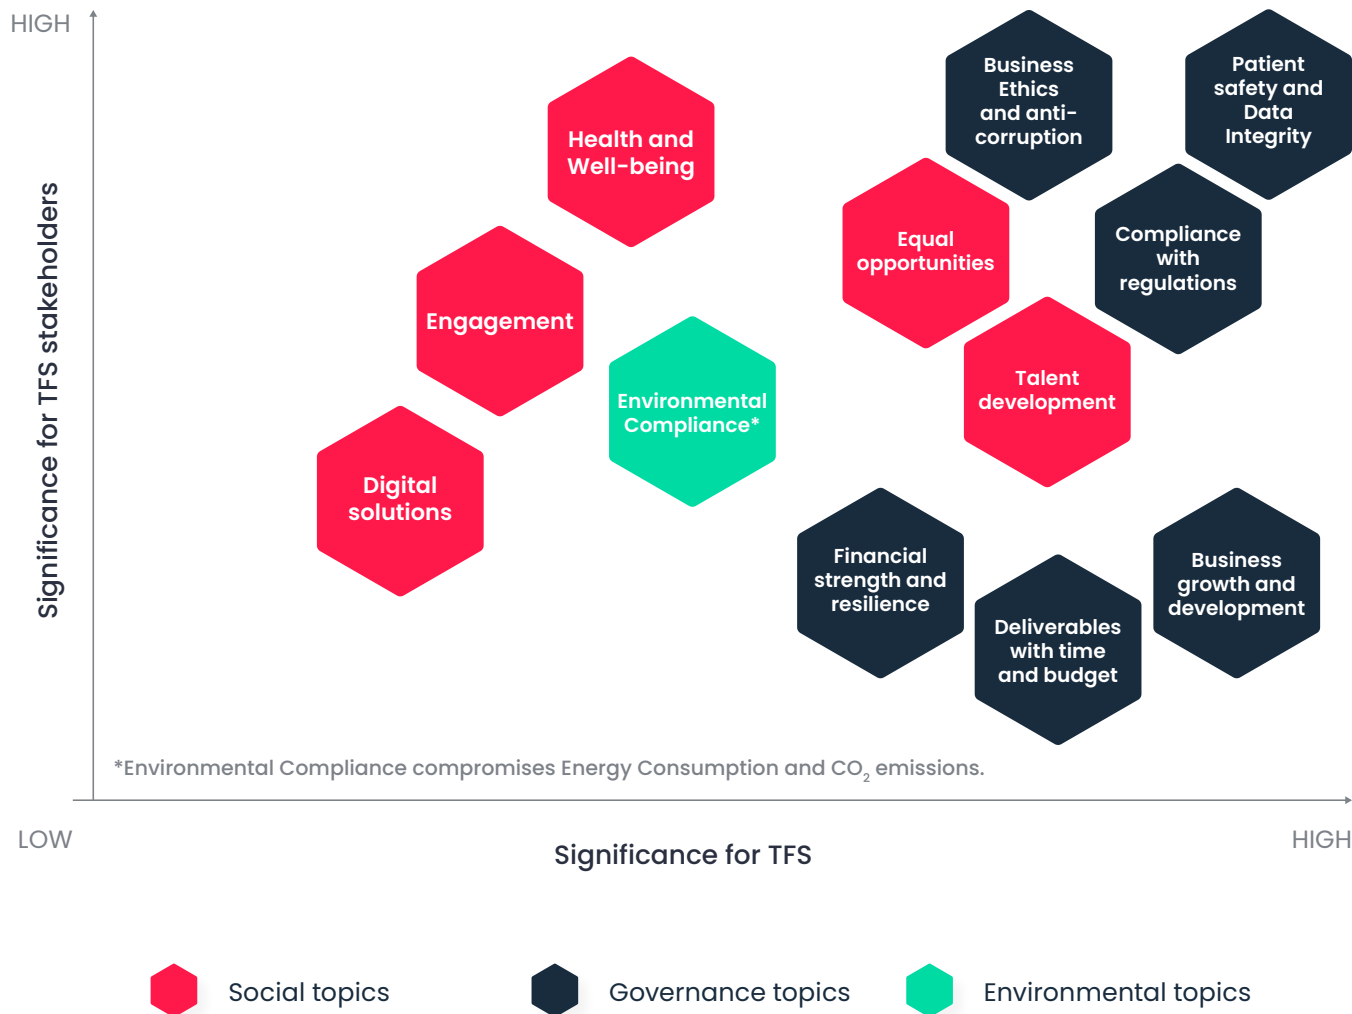 HIGH
Significance for TFS stakeholders
Business
Ethics
and anti-
corruption
Patient
safety and
Data
Integrity
Health and
Well-being
Equal
opportunities
Compliance
with
regulations
Engagement
Environmental
Compliance*
Talent
development
Digital
solutions
Financial
strength and
resilience
Deliverables
with time
and budget
Business
growth and
development
*Environmental Compliance compromises Energy Consumption and CO₂ emissions.
LOW
HIGH
Significance for TFS
Social topics
Governance topics
Environmental topics